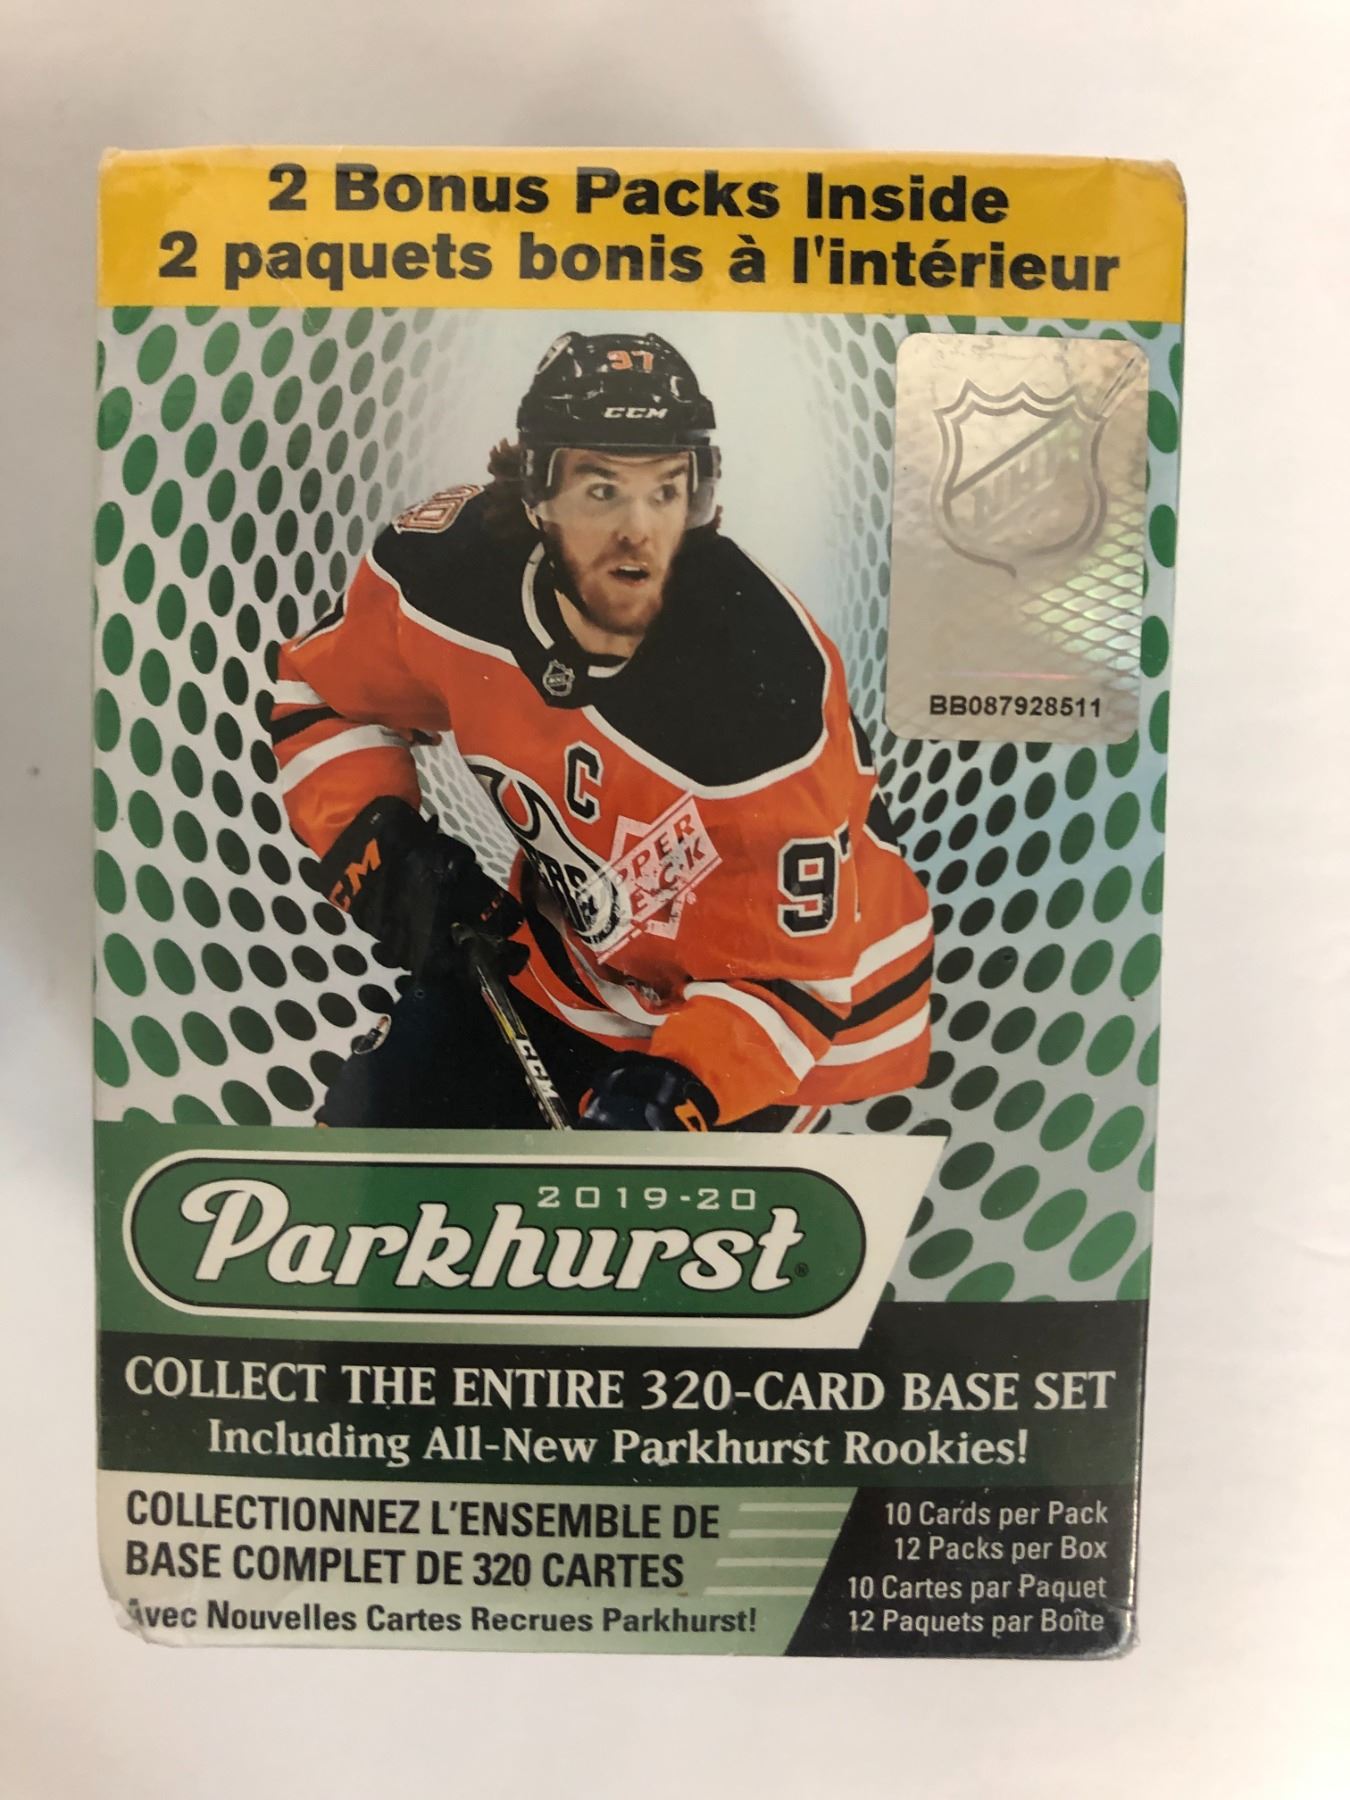 2 Bonus Packs Inside
2 paquets bonis à l'intérieur
97
CCM
BB087928511
C
CCM
UPPER
DECK
97
CCM
2019-20
Parkhurst®
COLLECT THE ENTIRE 320-CARD BASE SET
Including All-New Parkhurst Rookies!
COLLECTIONNEZ L'ENSEMBLE DE
BASE COMPLET DE 320 CARTES
Avec Nouvelles Cartes Recrues Parkhurst!
10 Cards per Pack
12 Packs per Box
10 Cartes par Paquet
12 Paquets par Boîte